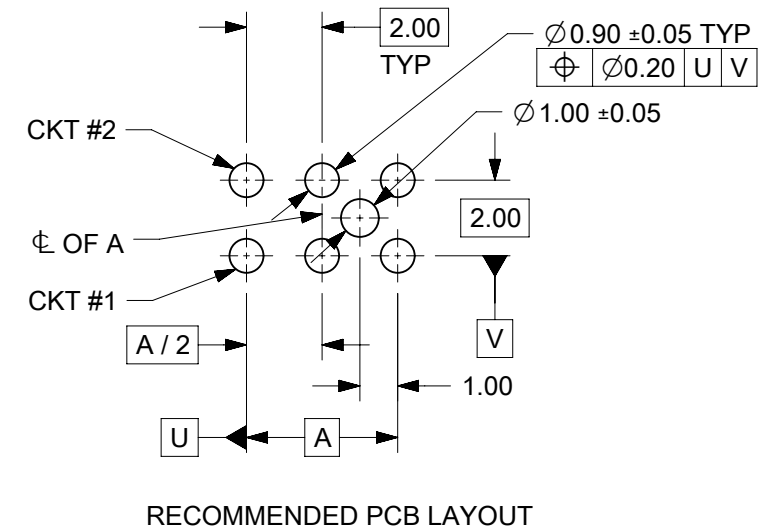 2.00
TYP
∅0.90 ±0.05 TYP
⌖ ∅0.20 U V
∅1.00 ±0.05
CKT #2
2.00
℄ OF A
CKT #1
A / 2
V
1.00
U
A
RECOMMENDED PCB LAYOUT